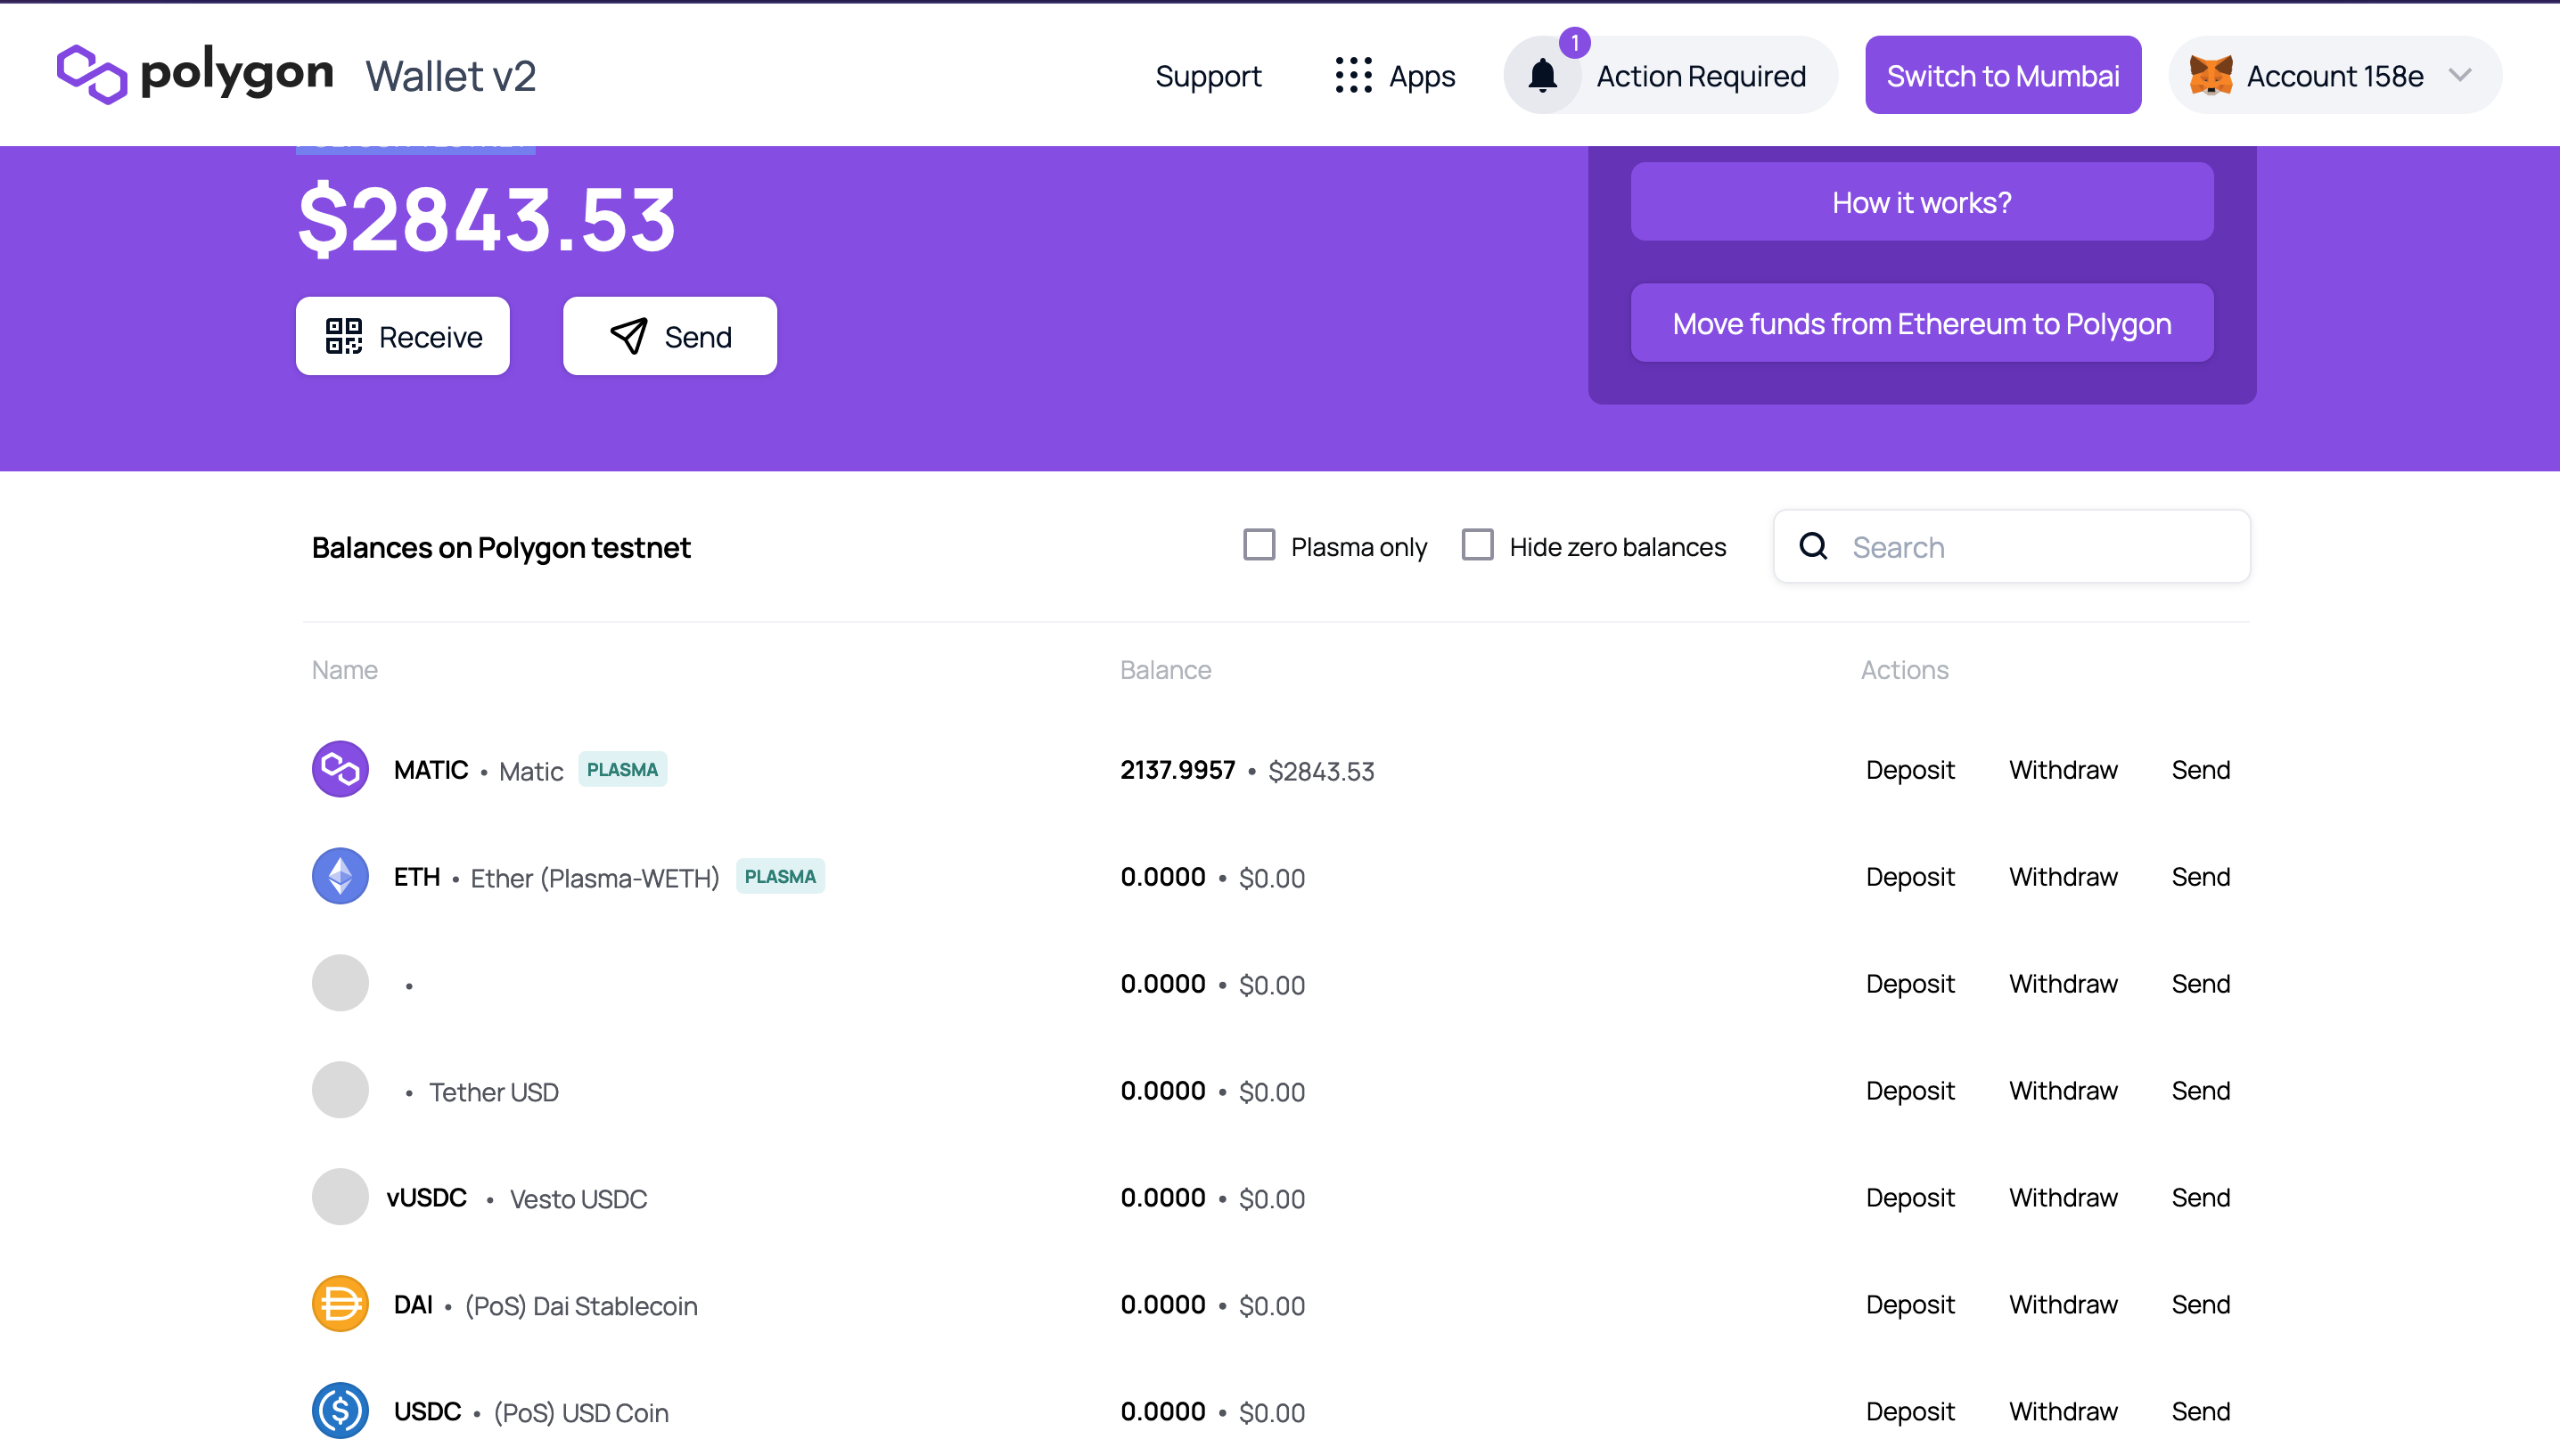 polygon Wallet v2 Support Apps 1 Action Required Switch to Mumbai Account 158e
$2843.53
Receive Send
How it works?
Move funds from Ethereum to Polygon
Balances on Polygon testnet Plasma only Hide zero balances Search
Name Balance Actions
MATIC • Matic PLASMA 2137.9957 • $2843.53 Deposit Withdraw Send
ETH • Ether (Plasma-WETH) PLASMA 0.0000 • $0.00 Deposit Withdraw Send
• 0.0000 • $0.00 Deposit Withdraw Send
• Tether USD 0.0000 • $0.00 Deposit Withdraw Send
vUSDC • Vesto USDC 0.0000 • $0.00 Deposit Withdraw Send
DAI • (PoS) Dai Stablecoin 0.0000 • $0.00 Deposit Withdraw Send
USDC • (PoS) USD Coin 0.0000 • $0.00 Deposit Withdraw Send